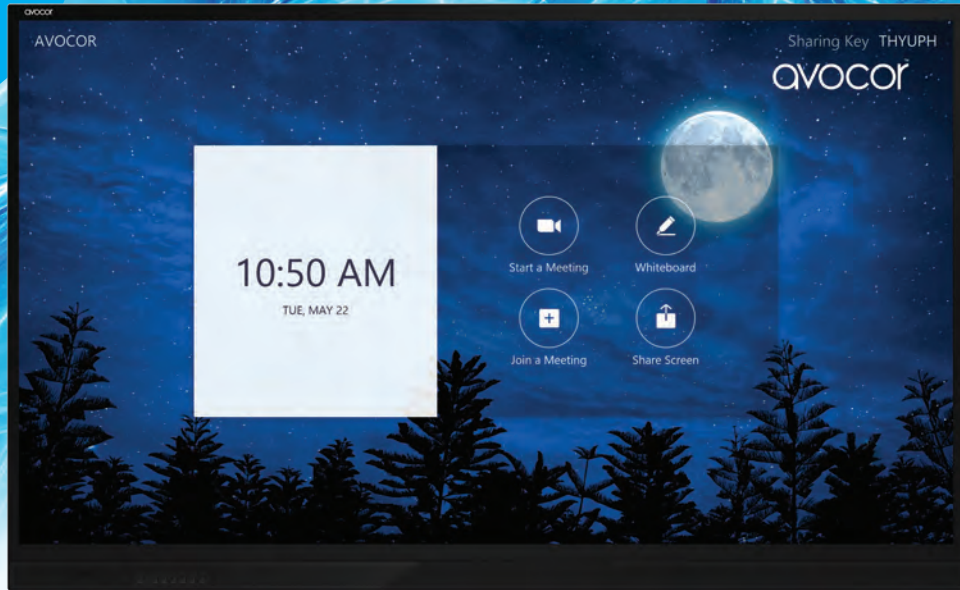 avocor
AVOCOR
Sharing Key THYUPH
avocor
10:50 AM
TUE, MAY 22
Start a Meeting
Whiteboard
Join a Meeting
Share Screen